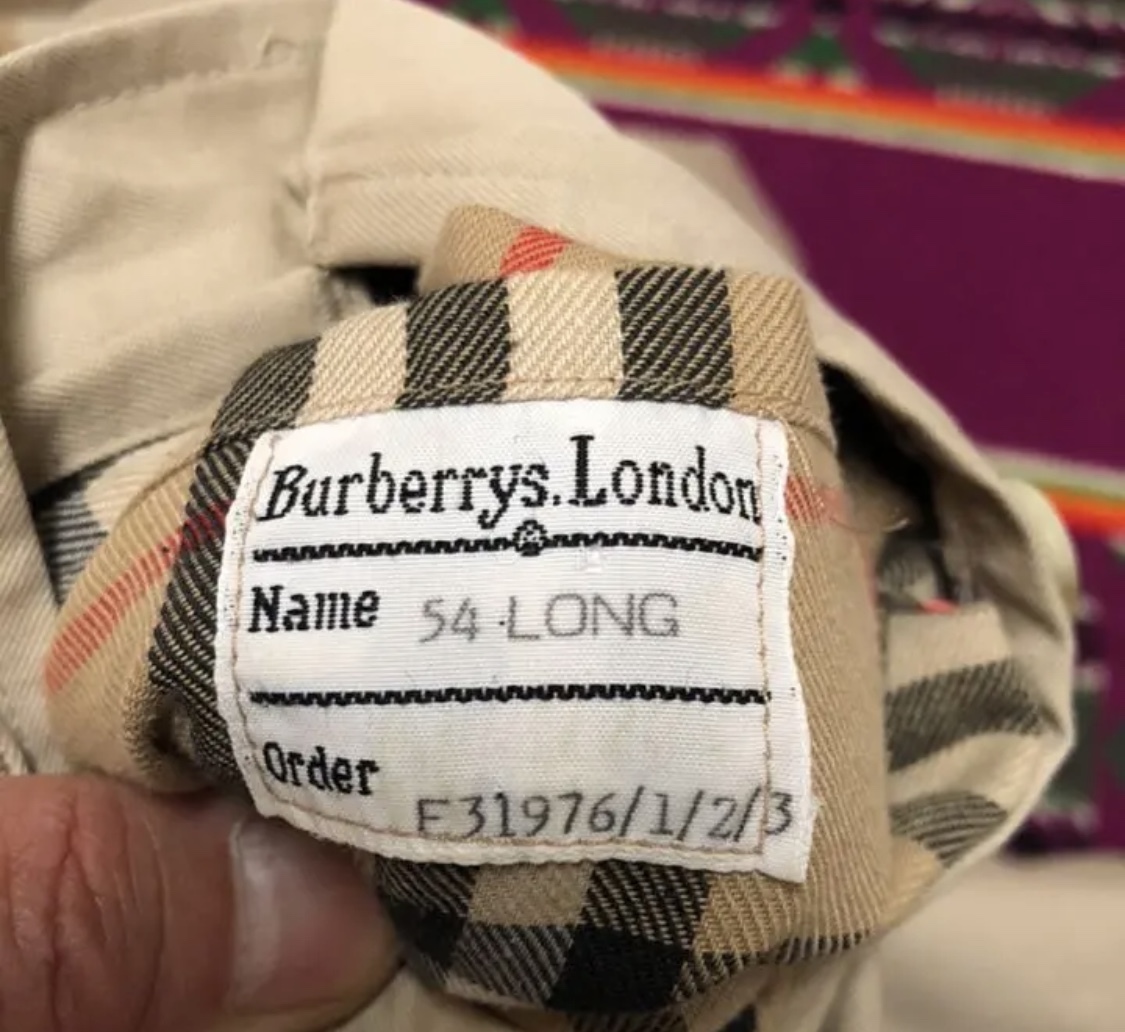 Burberrys. London
Name 54 LONG
Order
E31976/1/2/3